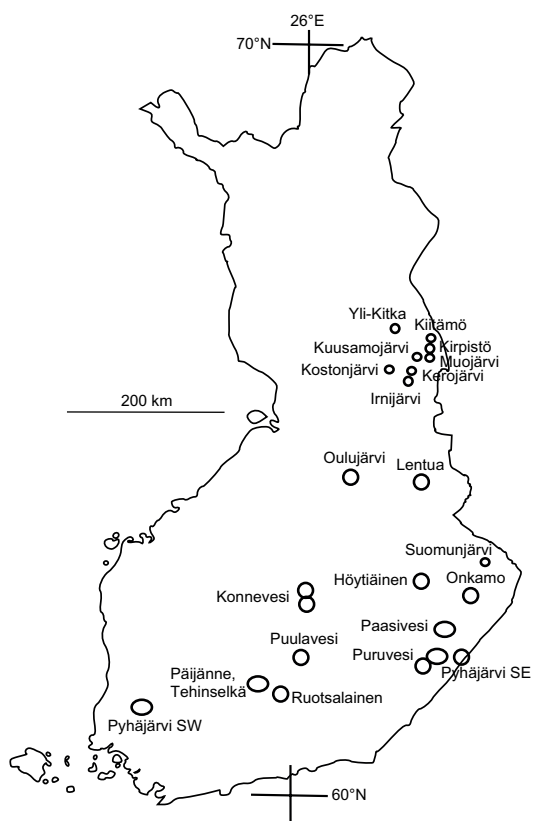 26°E
70°N
Yli-Kitka
Kiitämö
Kirpistö
Kuusamojärvi
Muojärvi
Kostonjärvi
Kerojärvi
Irnijärvi
200 km
Oulujärvi
Lentua
Suomunjärvi
Höytiäinen
Onkamo
Konnevesi
Paasivesi
Puulavesi
Puruvesi
Pyhäjärvi SE
Päijänne,
Tehinselkä
Ruotsalainen
Pyhäjärvi SW
60°N